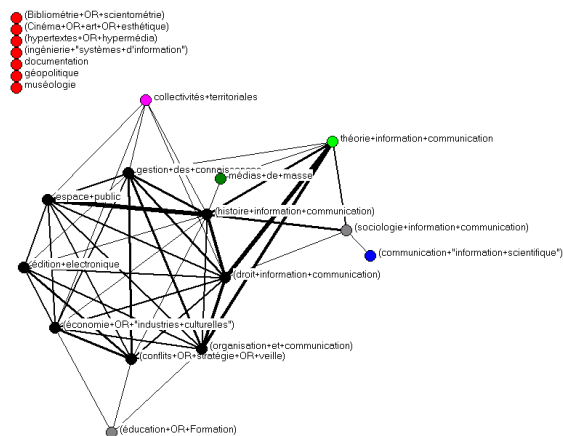 (Bibliométrie+OR+scientométrie)
(Cinéma+OR+art+OR+esthétique)
(hypertextes+OR+hypermédia)
(ingénierie+"systèmes+d'information")
documentation
géopolitique
muséologie
collectivités+territoriales
théorie+information+communication
gestion+des+connaissances
médias+de+masse
espace+public
(histoire+information+communication)
(sociologie+information+communication)
(communication+"information+scientifique")
édition+electronique
(droit+information+communication)
(économie+OR+"industries+culturelles")
(organisation+et+communication)
(conflits+OR+stratégie+OR+veille)
(éducation+OR+Formation)